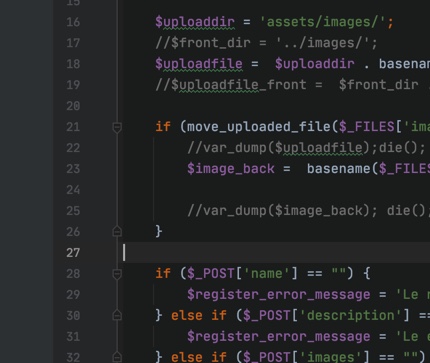 15
16 $uploaddir = 'assets/images/';
17 //$front_dir = '../images/';
18 $uploadfile =  $uploaddir .
19 //$uploadfile_front =  $front_dir .
20
21 if (move_uploaded_file($_FILES['
22 //var_dump($uploadfile);die();
23 $image_back =  basename($_FILES
24
25 //var_dump($image_back); die();
26 }
27
28 if ($_POST['name'] == "") {
29 $register_error_message = 'Le
30 } else if ($_POST['description'] ==
31 $register_error_message = 'Le
32 } else if ($_POST['images'] == "")